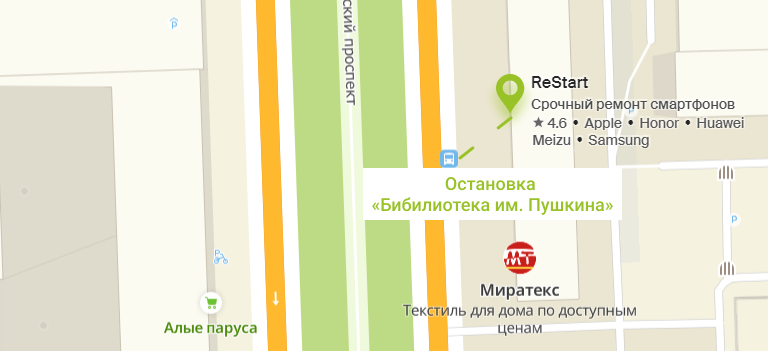 ский проспект
ReStart
Срочный ремонт смартфонов
★ 4.6 • Apple • Honor • Huawei
Meizu • Samsung
Остановка
«Бибилиотека им. Пушкина»
МТ
Миратекс
Текстиль для дома по доступным
ценам
Алые паруса
P
P